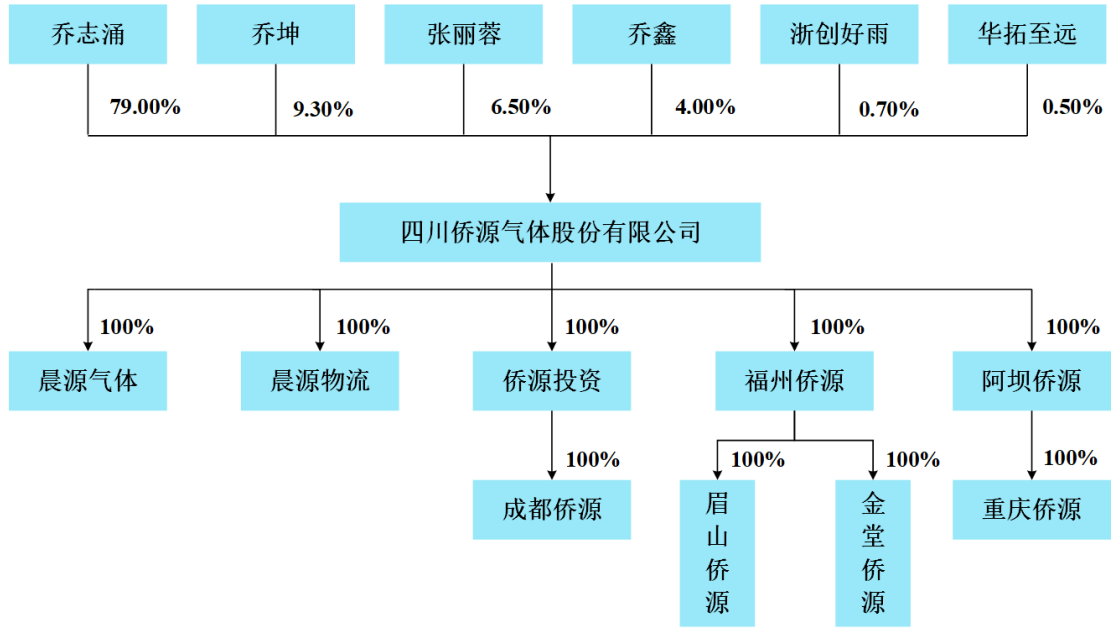 乔志涌
乔坤
张丽蓉
乔鑫
浙创好雨
华拓至远
79.00%
9.30%
6.50%
4.00%
0.70%
0.50%
四川侨源气体股份有限公司
100%
100%
100%
100%
100%
晨源气体
晨源物流
侨源投资
福州侨源
阿坝侨源
100%
100%
100%
100%
成都侨源
眉山侨源
金堂侨源
重庆侨源